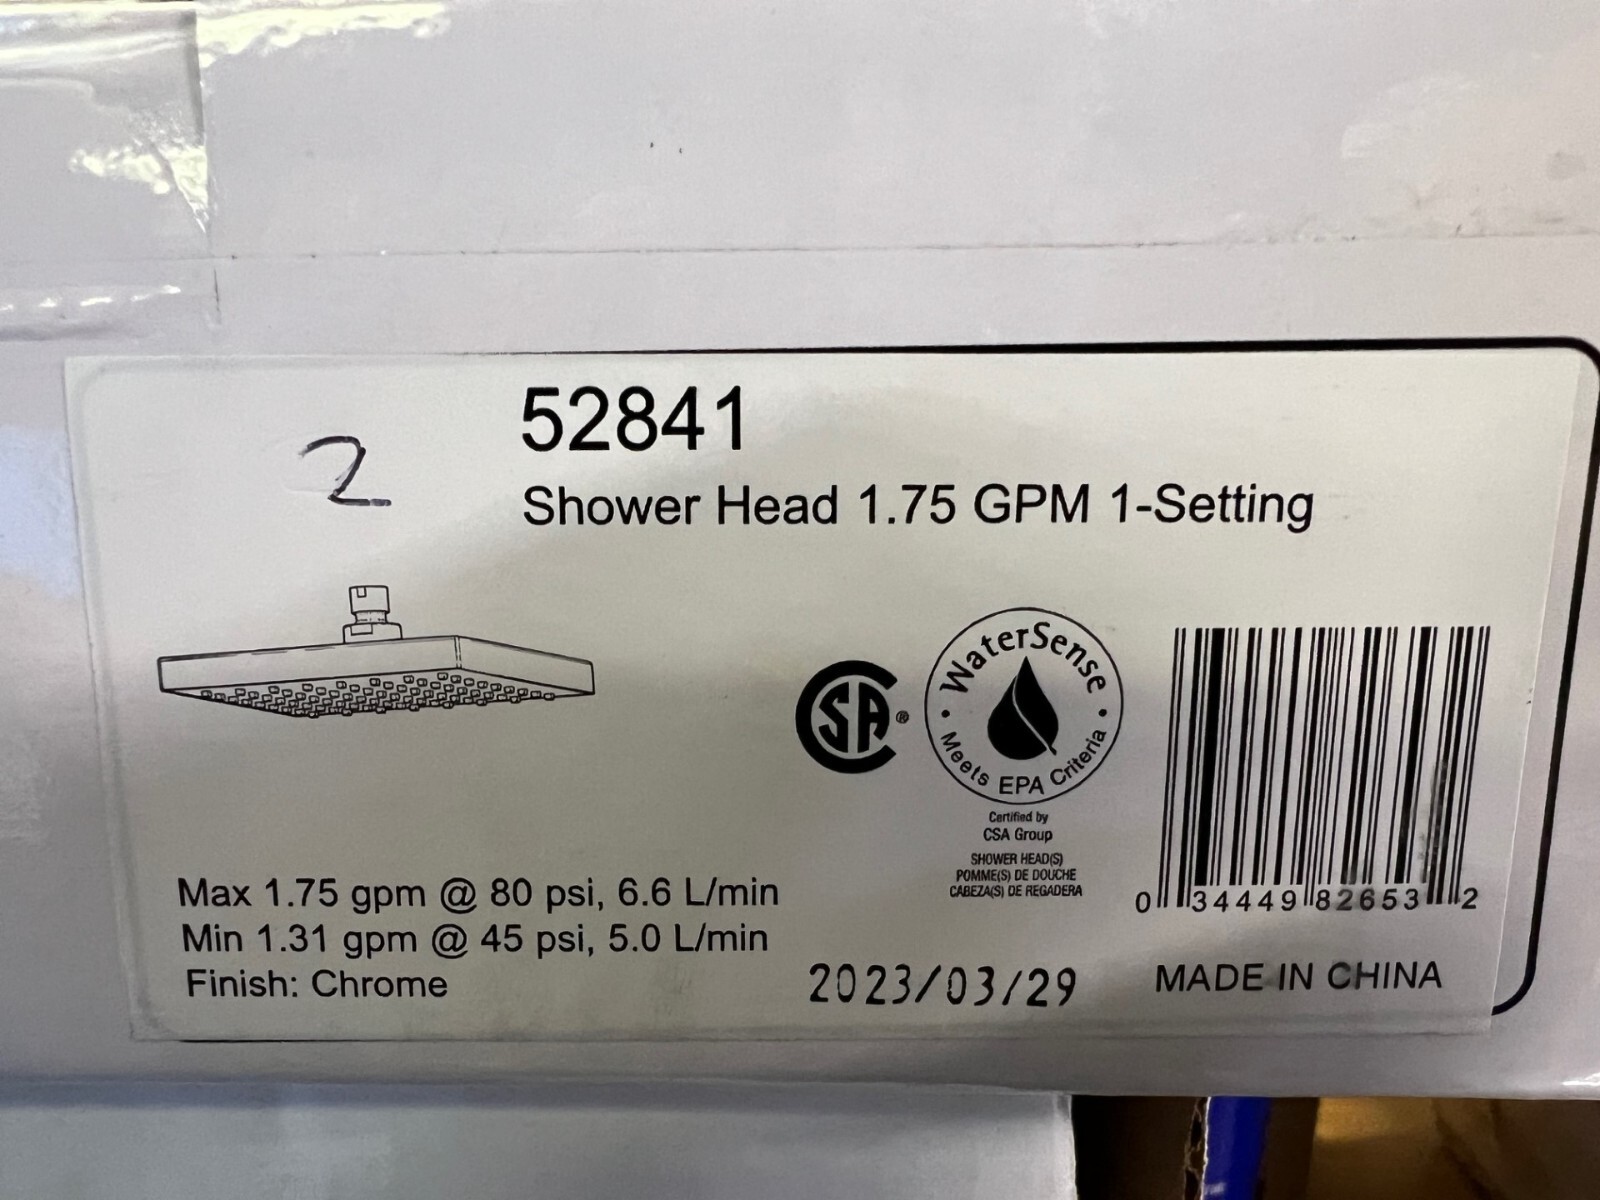 2
52841
Shower Head 1.75 GPM 1-Setting
SA®
WaterSense
• Meets EPA Criteria •
Certified by
CSA Group
SHOWER HEAD(S)
POMME(S) DE DOUCHE
CABEZA(S) DE REGADERA
0 34449 82653 2
Max 1.75 gpm @ 80 psi, 6.6 L/min
Min 1.31 gpm @ 45 psi, 5.0 L/min
Finish: Chrome
2023/03/29
MADE IN CHINA